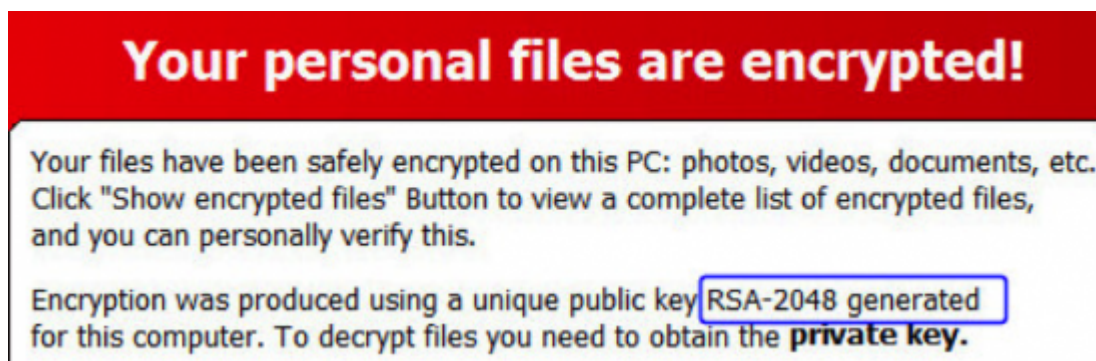 Your personal files are encrypted!
Your files have been safely encrypted on this PC: photos, videos, documents, etc.
Click "Show encrypted files" Button to view a complete list of encrypted files,
and you can personally verify this.
Encryption was produced using a unique public key RSA-2048 generated
for this computer. To decrypt files you need to obtain the private key.